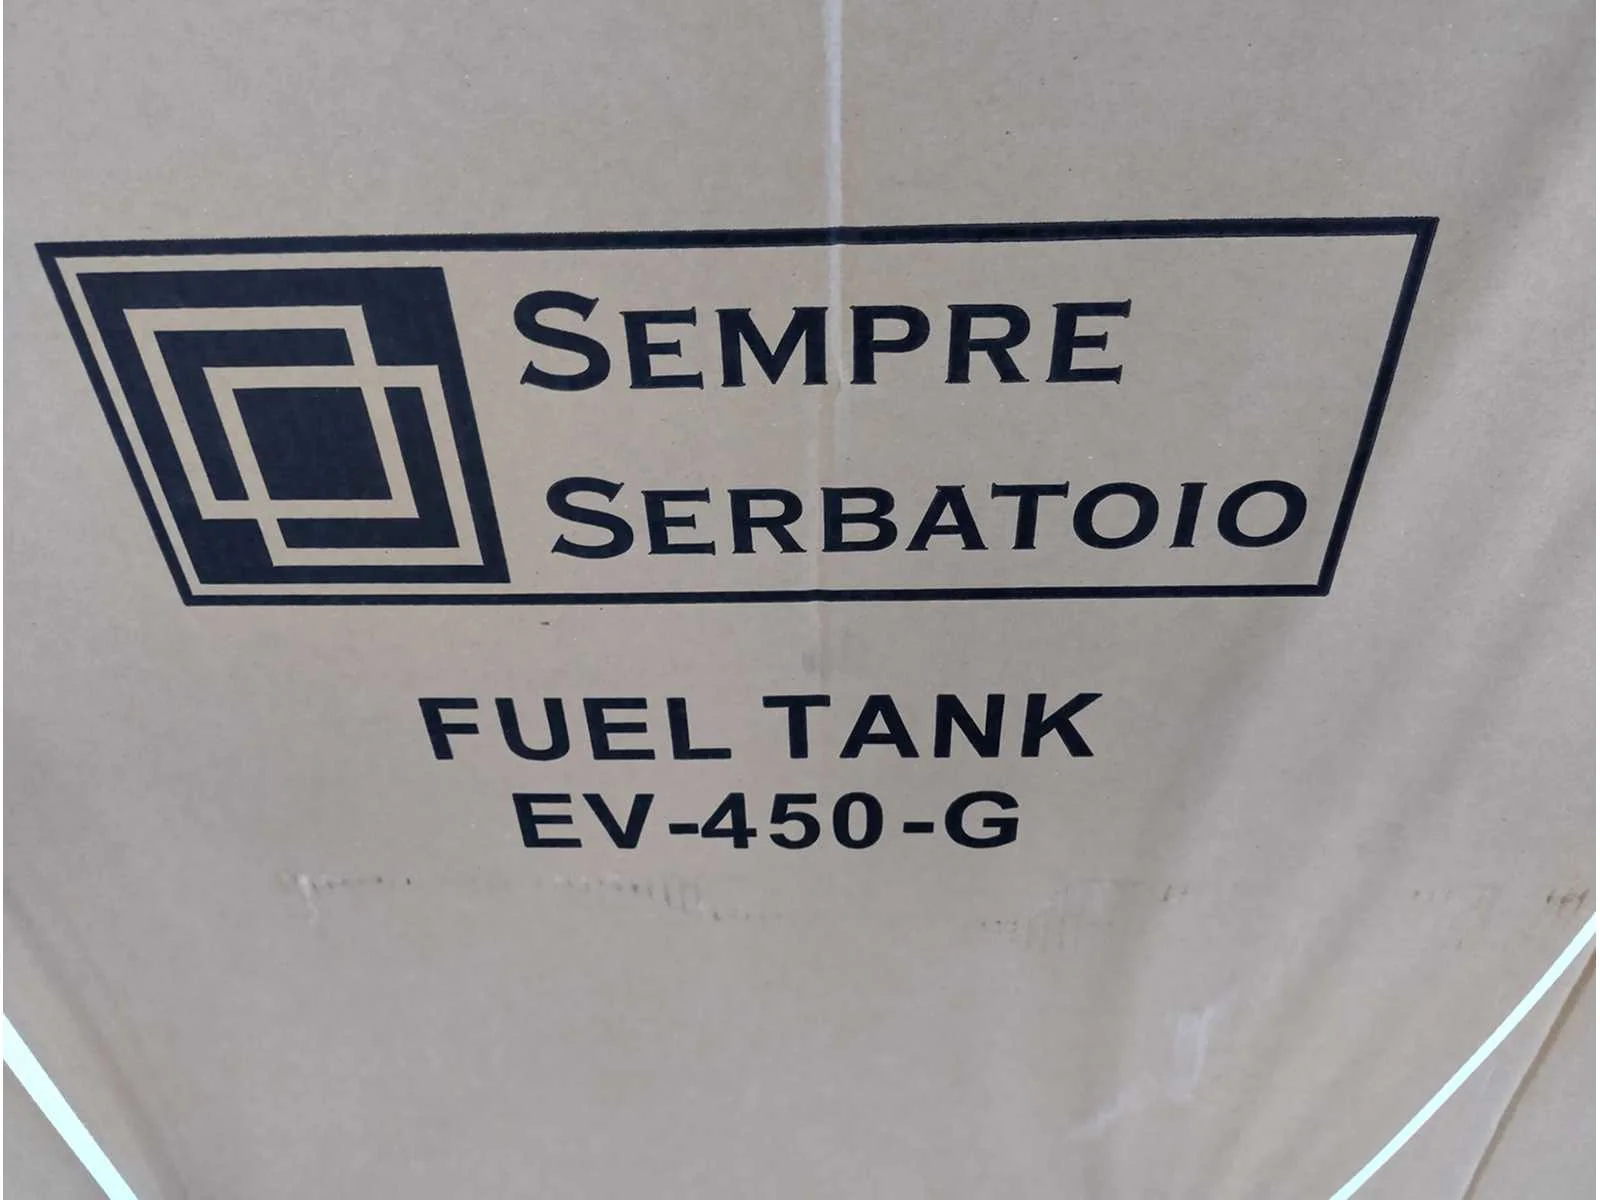 SEMPRE
SERBATOIO
FUEL TANK
EV-450-G